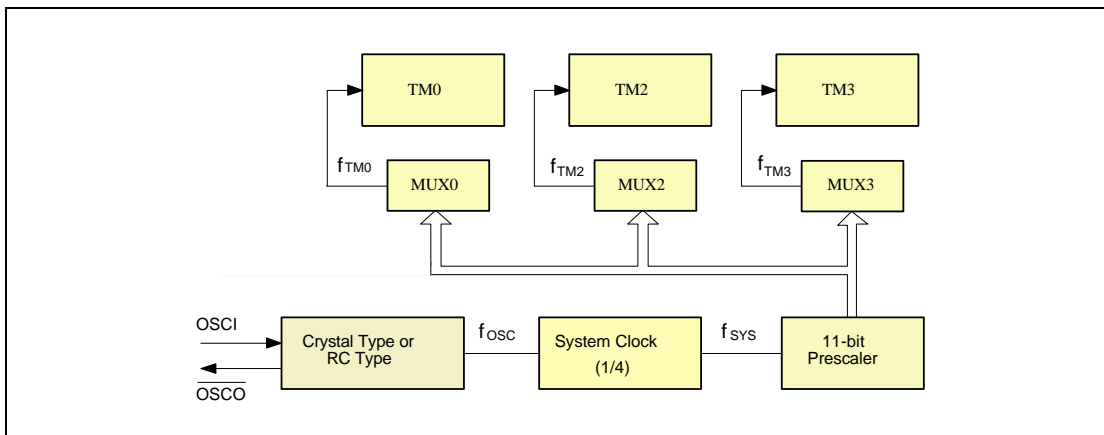 TM0
TM2
TM3
fTM0
fTM2
fTM3
MUX0
MUX2
MUX3
OSCI
OSCO
Crystal Type or
RC Type
fOSC
System Clock
(1/4)
fSYS
11-bit
Prescaler